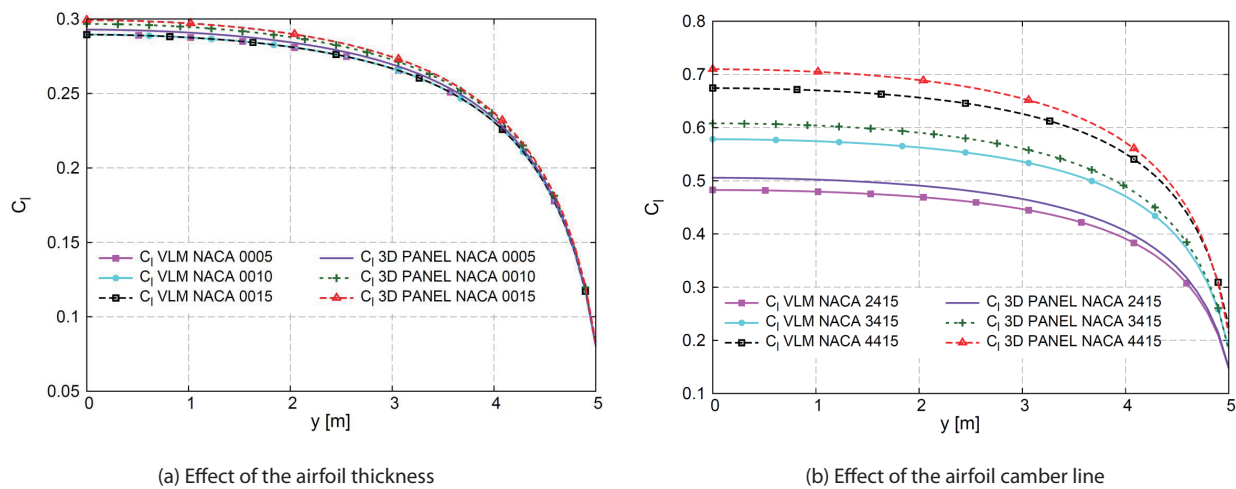 0.3
0.25
0.2
0.15
0.1
0.05
C_l
0 1 2 3 4 5
y [m]
C_l VLM NACA 0005
C_l VLM NACA 0010
C_l VLM NACA 0015
C_l 3D PANEL NACA 0005
C_l 3D PANEL NACA 0010
C_l 3D PANEL NACA 0015
(a) Effect of the airfoil thickness
0.8
0.7
0.6
0.5
0.4
0.3
0.2
0.1
C_l
0 1 2 3 4 5
y [m]
C_l VLM NACA 2415
C_l VLM NACA 3415
C_l VLM NACA 4415
C_l 3D PANEL NACA 2415
C_l 3D PANEL NACA 3415
C_l 3D PANEL NACA 4415
(b) Effect of the airfoil camber line